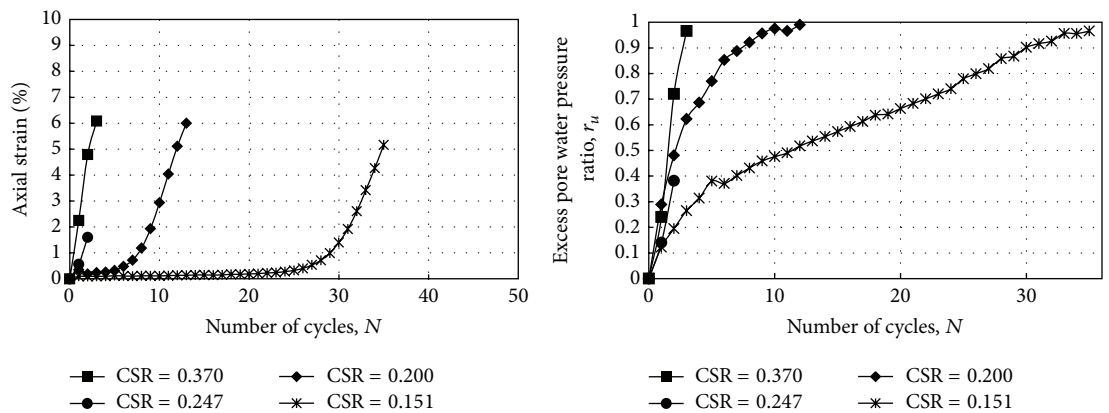 10
9
8
7
6
5
4
3
2
1
0
Axial strain (%)
0 10 20 30 40 50
Number of cycles, N
CSR = 0.370
CSR = 0.200
CSR = 0.247
CSR = 0.151
1
0.9
0.8
0.7
0.6
0.5
0.4
0.3
0.2
0.1
0
Excess pore water pressure
ratio, r_u
0 10 20 30
Number of cycles, N
CSR = 0.370
CSR = 0.200
CSR = 0.247
CSR = 0.151